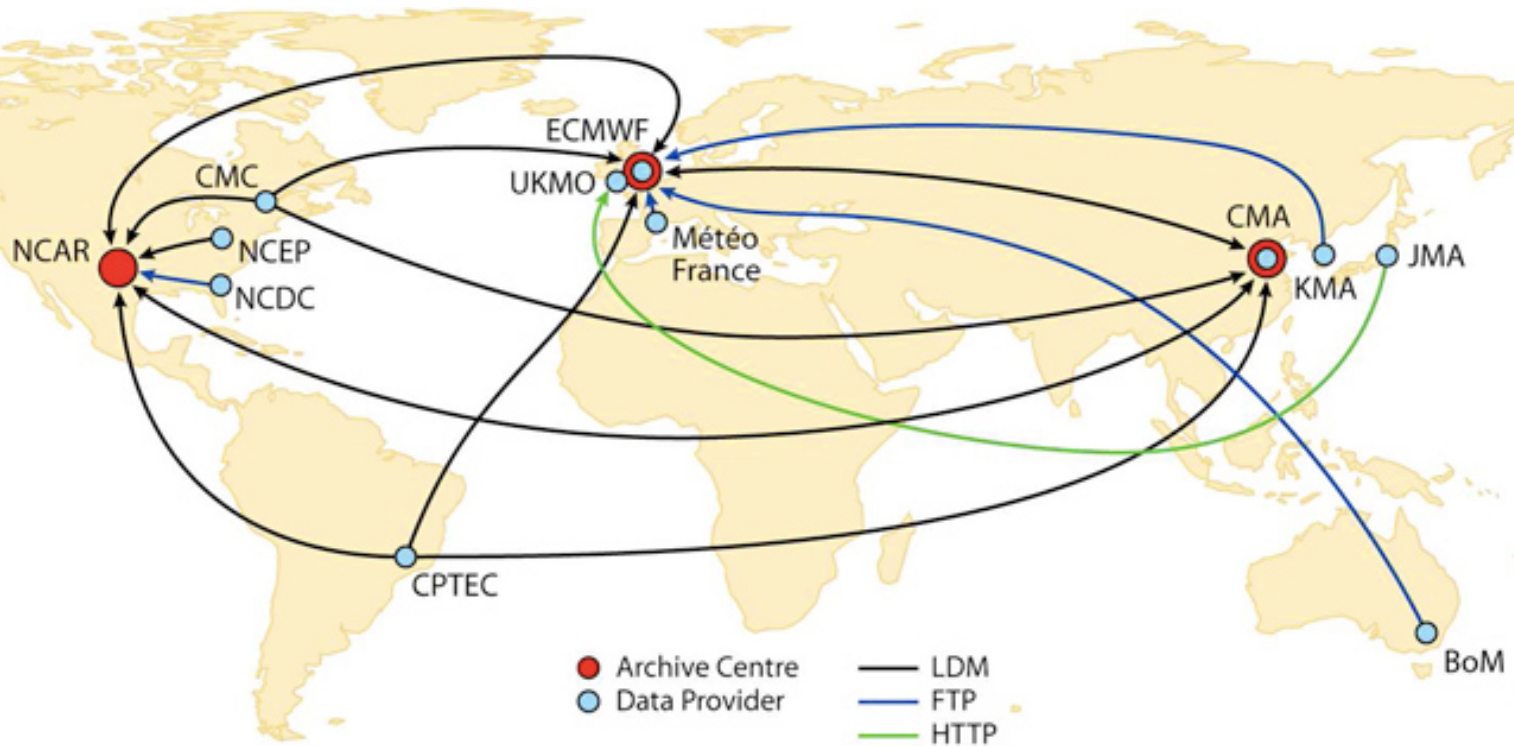 ECMWF
CMC
UKMO
CMA
NCAR
NCEP
Météo
France
JMA
KMA
NCDC
CPTEC
BoM
Archive Centre
Data Provider
LDM
FTP
HTTP